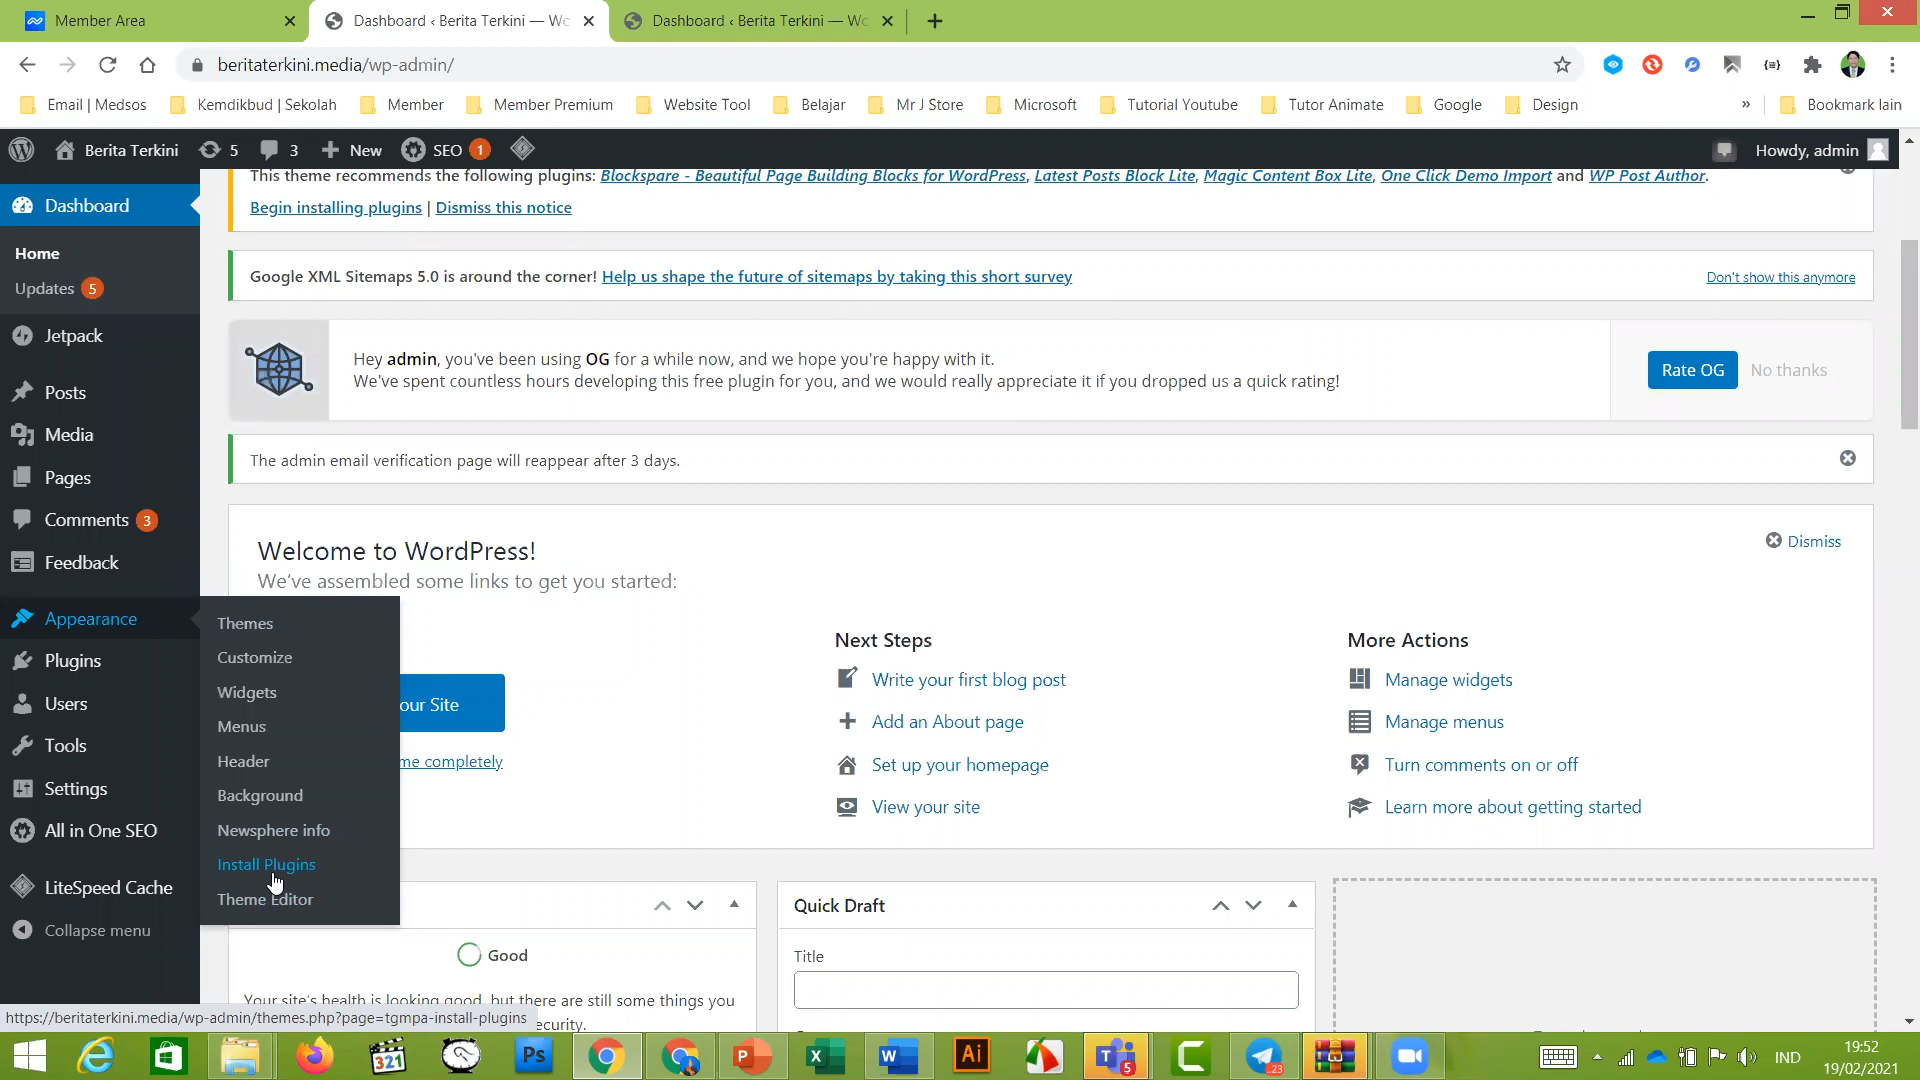 Member Area
Dashboard ‹ Berita Terkini — Wo
Dashboard ‹ Berita Terkini — Wo
beritaterkini.media/wp-admin/
Email | Medsos
Kemdikbud | Sekolah
Member
Member Premium
Website Tool
Belajar
Mr J Store
Microsoft
Tutorial Youtube
Tutor Animate
Google
Design
»
Bookmark lain
Berita Terkini
5
3
New
SEO 1
Howdy, admin
This theme recommends the following plugins: Blockspare - Beautiful Page Building Blocks for WordPress, Latest Posts Block Lite, Magic Content Box Lite, One Click Demo Import and WP Post Author.
Begin installing plugins | Dismiss this notice
Google XML Sitemaps 5.0 is around the corner! Help us shape the future of sitemaps by taking this short survey
Don't show this anymore
Hey admin, you've been using OG for a while now, and we hope you're happy with it.
We've spent countless hours developing this free plugin for you, and we would really appreciate it if you dropped us a quick rating!
Rate OG
No thanks
The admin email verification page will reappear after 3 days.
Welcome to WordPress!
We've assembled some links to get you started:
Dismiss
our Site
me completely
Next Steps
Write your first blog post
Add an About page
Set up your homepage
View your site
More Actions
Manage widgets
Manage menus
Turn comments on or off
Learn more about getting started
Dashboard
Home
Updates 5
Jetpack
Posts
Media
Pages
Comments 3
Feedback
Appearance
Plugins
Users
Tools
Settings
All in One SEO
LiteSpeed Cache
Collapse menu
Themes
Customize
Widgets
Menus
Header
Background
Newsphere info
Install Plugins
Theme Editor
Good
Your site's health is looking good, but there are still some things you
ecurity.
Quick Draft
Title
https://beritaterkini.media/wp-admin/themes.php?page=tgmpa-install-plugins
321
Ps
Ai
5
23
IND
19:52
19/02/2021